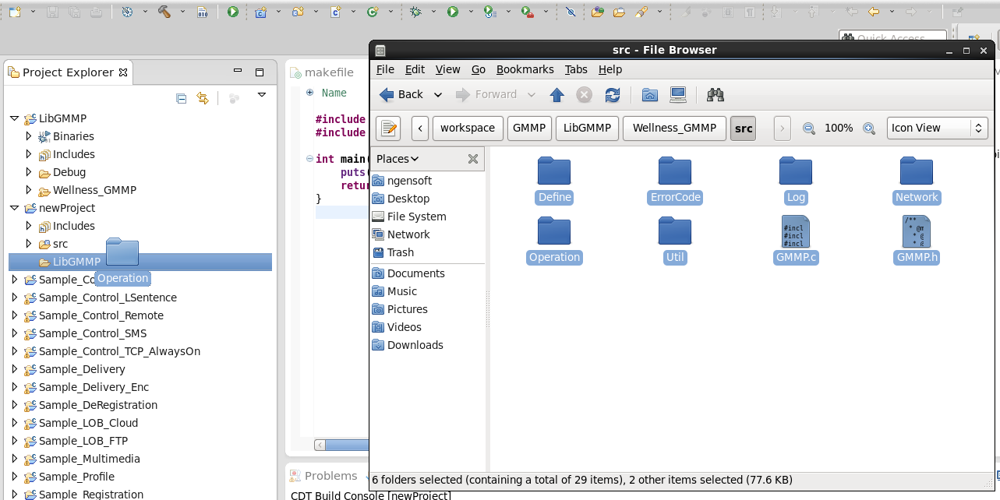 010
Quick Access
Project Explorer
makefile
LibGMMP
Binaries
Includes
Debug
Wellness_GMMP
newProject
Includes
src
LibGMMP
Operation
Sample_Co
Sample_Control_LSentence
Sample_Control_Remote
Sample_Control_SMS
Sample_Control_TCP_AlwaysOn
Sample_Delivery
Sample_Delivery_Enc
Sample_DeRegistration
Sample_LOB_Cloud
Sample_LOB_FTP
Sample_Multimedia
Sample_Profile
Sample_Registration
Name
#include
#include
int main(
puts(
retur
}
Problems
CDT Build Console [newProject]
src - File Browser
File Edit View Go Bookmarks Tabs Help
Back Forward
workspace GMMP LibGMMP Wellness_GMMP src 100% Icon View
Places
ngensoft
Desktop
File System
Network
Trash
Documents
Music
Pictures
Videos
Downloads
Define ErrorCode Log Network
#incl
#incl
#incl
/**
* @m
* @
* @
Operation Util GMMP.c GMMP.h
6 folders selected (containing a total of 29 items), 2 other items selected (77.6 KB)